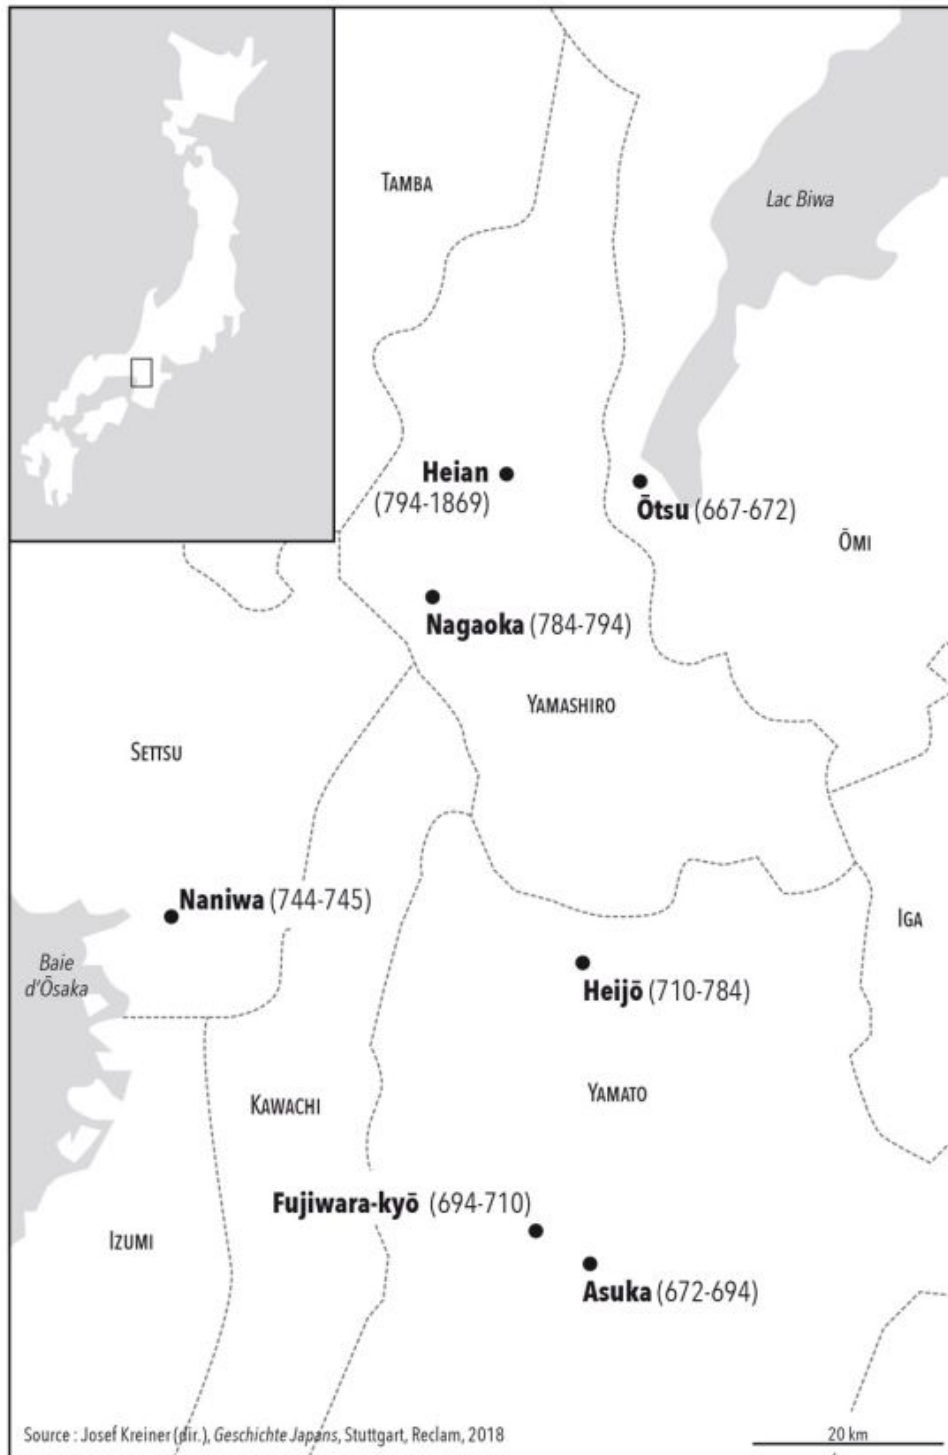 TAMBA
Lac Biwa
Heian
(794-1869)
Ōtsu (667-672)
ŌMI
Nagaoka (784-794)
YAMASHIRO
SETTSU
Naniwa (744-745)
IGA
Baie
d'Ōsaka
Heijō (710-784)
KAWACHI
YAMATO
Fujiwara-kyō (694-710)
IZUMI
Asuka (672-694)
Source : Josef Kreiner (dir.), Geschichte Japans, Stuttgart, Reclam, 2018
20 km